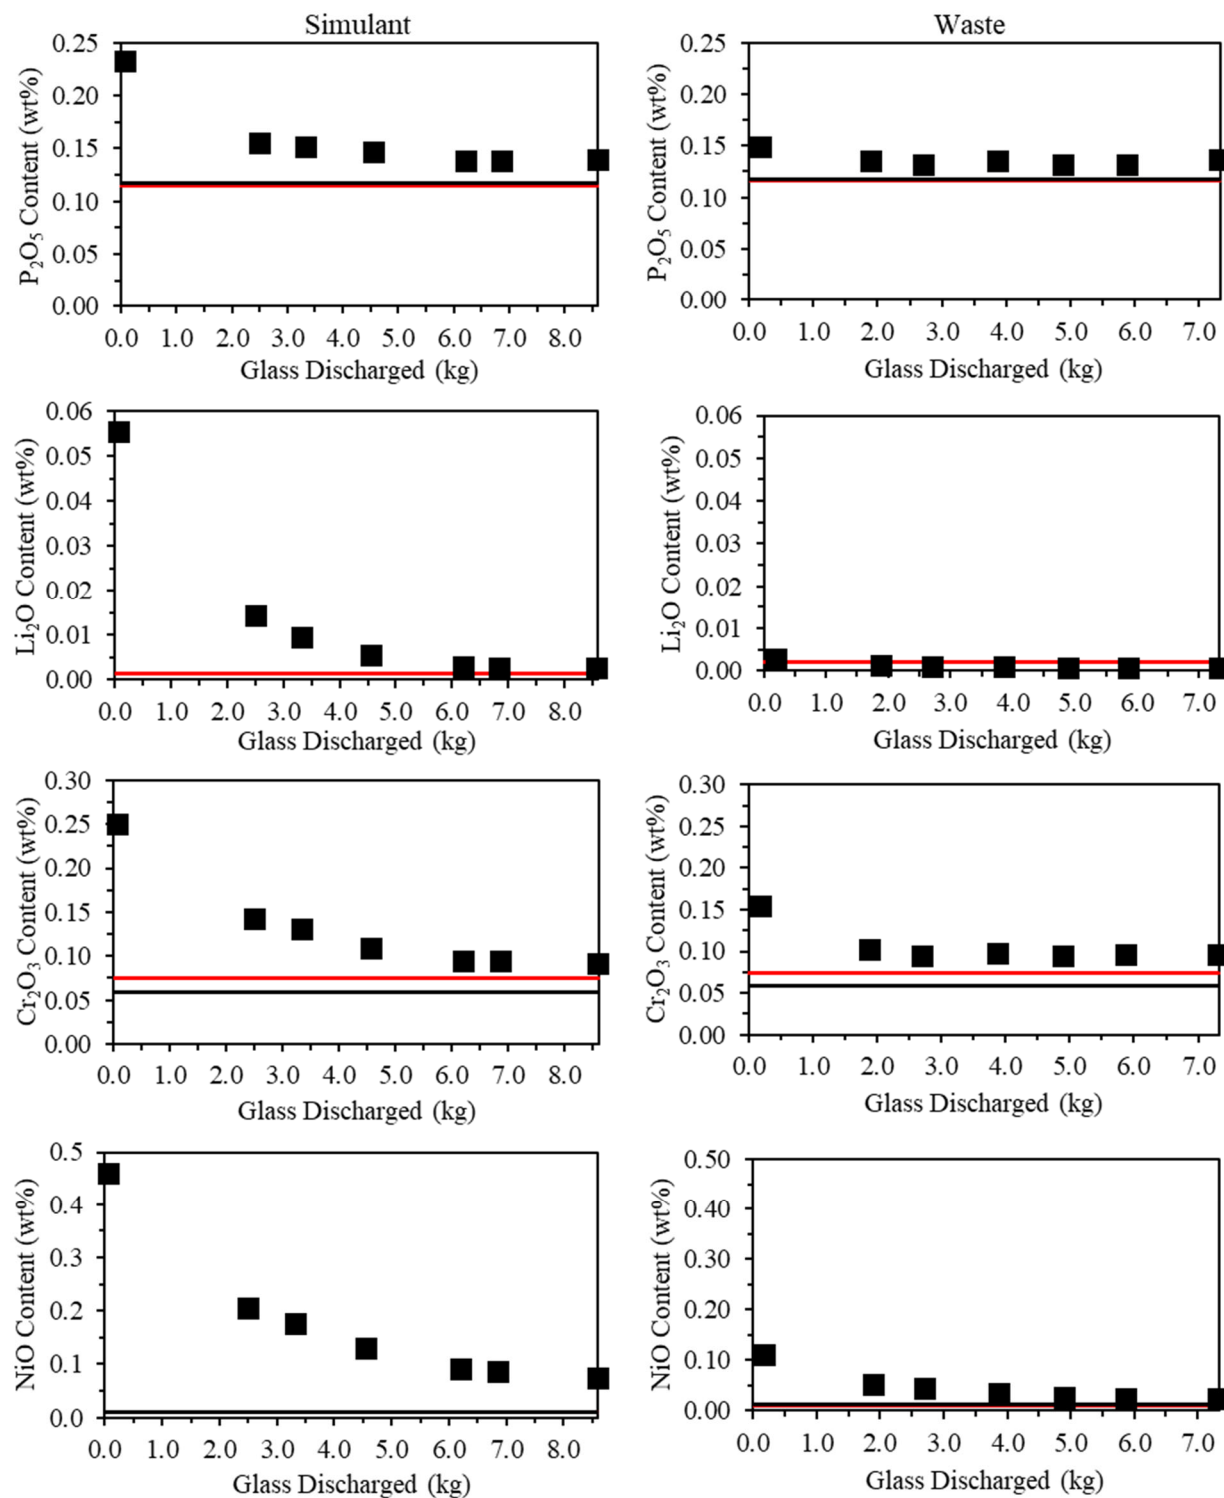 Simulant
Waste
P₂O₅ Content (wt%)
0.25
0.20
0.15
0.10
0.05
0.00
0.0 1.0 2.0 3.0 4.0 5.0 6.0 7.0 8.0
Glass Discharged (kg)
P₂O₅ Content (wt%)
0.25
0.20
0.15
0.10
0.05
0.00
0.0 1.0 2.0 3.0 4.0 5.0 6.0 7.0
Glass Discharged (kg)
Li₂O Content (wt%)
0.06
0.05
0.04
0.03
0.02
0.01
0.00
0.0 1.0 2.0 3.0 4.0 5.0 6.0 7.0 8.0
Glass Discharged (kg)
Li₂O Content (wt%)
0.06
0.05
0.04
0.03
0.02
0.01
0.00
0.0 1.0 2.0 3.0 4.0 5.0 6.0 7.0
Glass Discharged (kg)
Cr₂O₃ Content (wt%)
0.30
0.25
0.20
0.15
0.10
0.05
0.00
0.0 1.0 2.0 3.0 4.0 5.0 6.0 7.0 8.0
Glass Discharged (kg)
Cr₂O₃ Content (wt%)
0.30
0.25
0.20
0.15
0.10
0.05
0.00
0.0 1.0 2.0 3.0 4.0 5.0 6.0 7.0
Glass Discharged (kg)
NiO Content (wt%)
0.5
0.4
0.3
0.2
0.1
0.0
0.0 1.0 2.0 3.0 4.0 5.0 6.0 7.0 8.0
Glass Discharged (kg)
NiO Content (wt%)
0.50
0.40
0.30
0.20
0.10
0.00
0.0 1.0 2.0 3.0 4.0 5.0 6.0 7.0
Glass Discharged (kg)